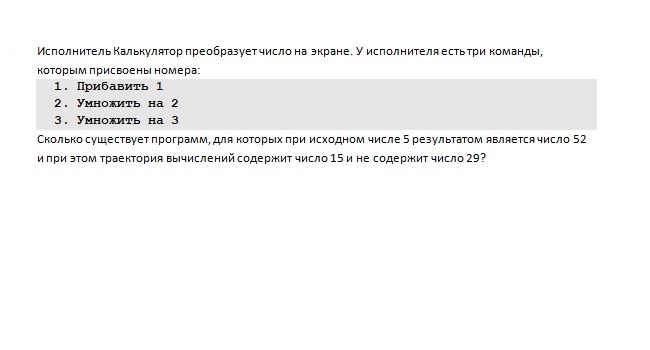 Исполнитель Калькулятор преобразует число на экране. У исполнителя есть три команды,
которым присвоены номера:
1. Прибавить 1
2. Умножить на 2
3. Умножить на 3
Сколько существует программ, для которых при исходном числе 5 результатом является число 52
и при этом траектория вычислений содержит число 15 и не содержит число 29?